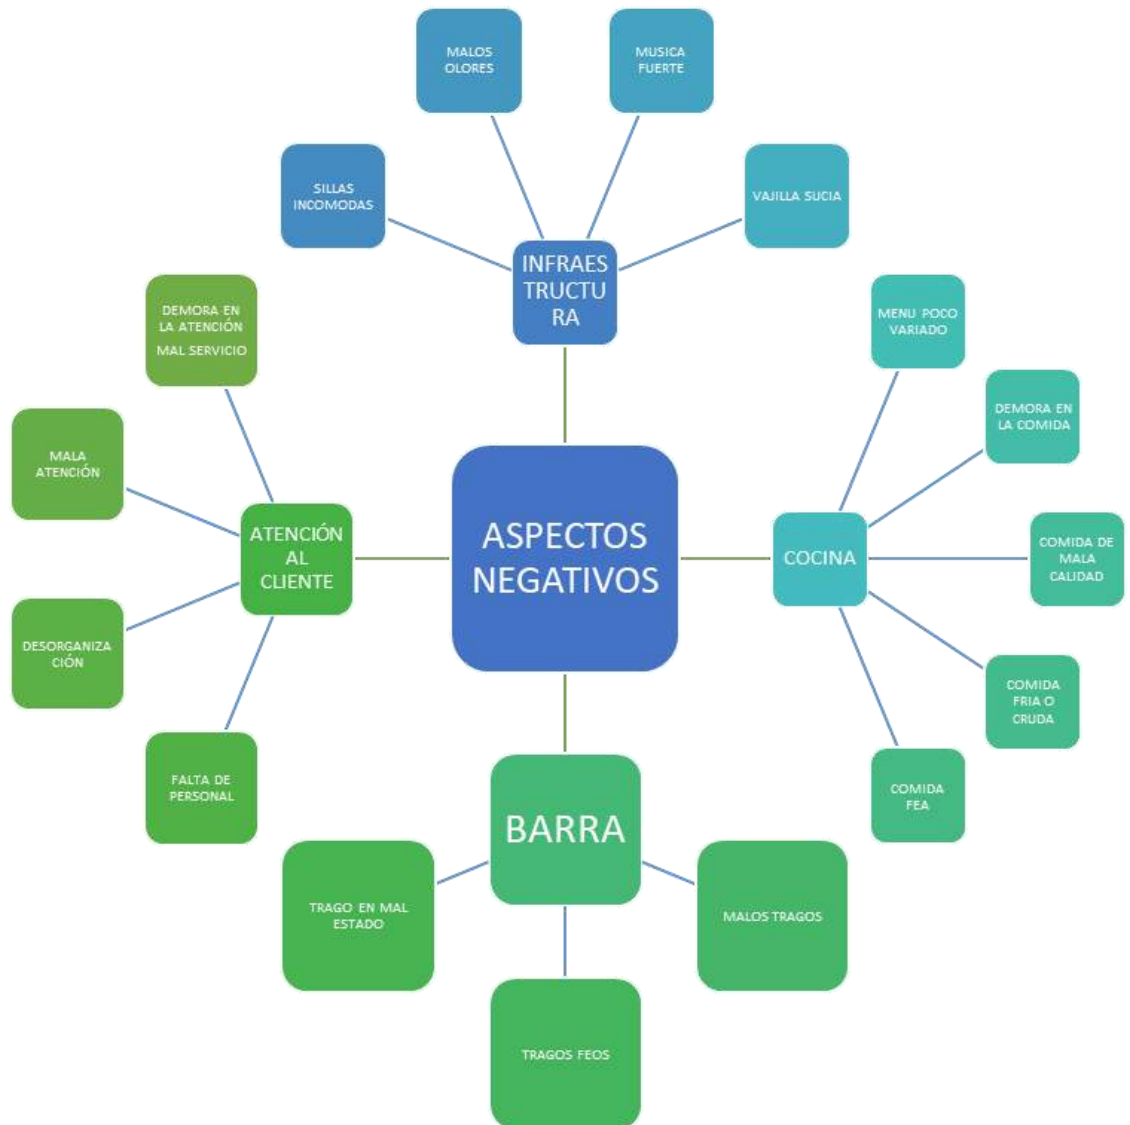 MALOS
OLORES
MUSICA
FUERTE
SILLAS
INCOMODAS
VAJILLA SUCIA
INFRAES
TRUCTU
RA
DEMORA EN
LA ATENCIÓN
MAL SERVICIO
MENU POCO
VARIADO
DEMORA EN
LA COMIDA
MALA
ATENCIÓN
ATENCIÓN
AL
CLIENTE
ASPECTOS
NEGATIVOS
COCINA
COMIDA DE
MALA
CALIDAD
DESORGANIZA
CIÓN
COMIDA
FRIA O
CRUDA
FALTA DE
PERSONAL
COMIDA
FEA
BARRA
TRAGO EN MAL
ESTADO
MALOS TRAGOS
TRAGOS FEOS